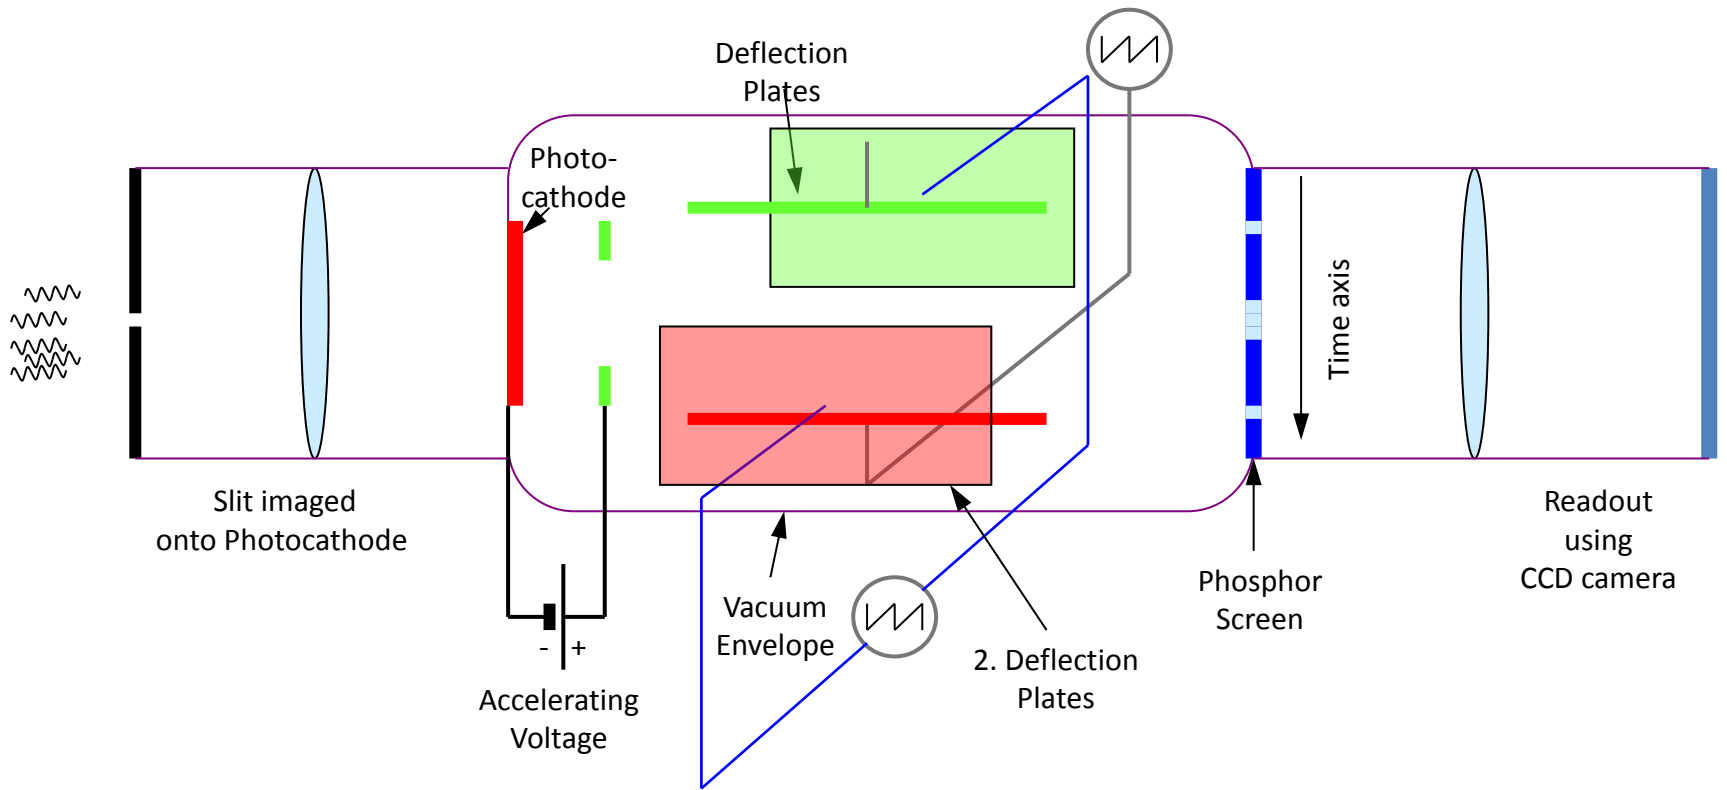 Deflection
Plates
Photo-
cathode
Time axis
Slit imaged
onto Photocathode
Readout
using
CCD camera
Phosphor
Screen
Vacuum
Envelope
- +
2. Deflection
Plates
Accelerating
Voltage